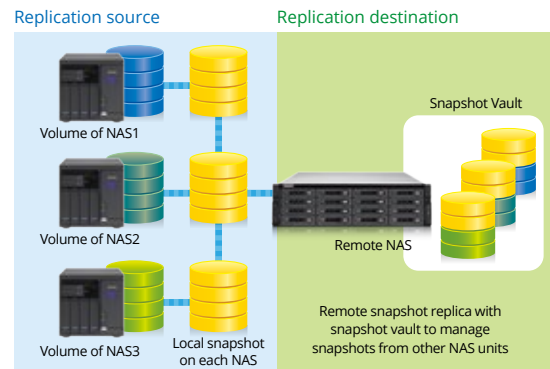 Replication source
Replication destination
Volume of NAS1
Volume of NAS2
Volume of NAS3
Local snapshot
on each NAS
Remote NAS
Snapshot Vault
Remote snapshot replica with
snapshot vault to manage
snapshots from other NAS units